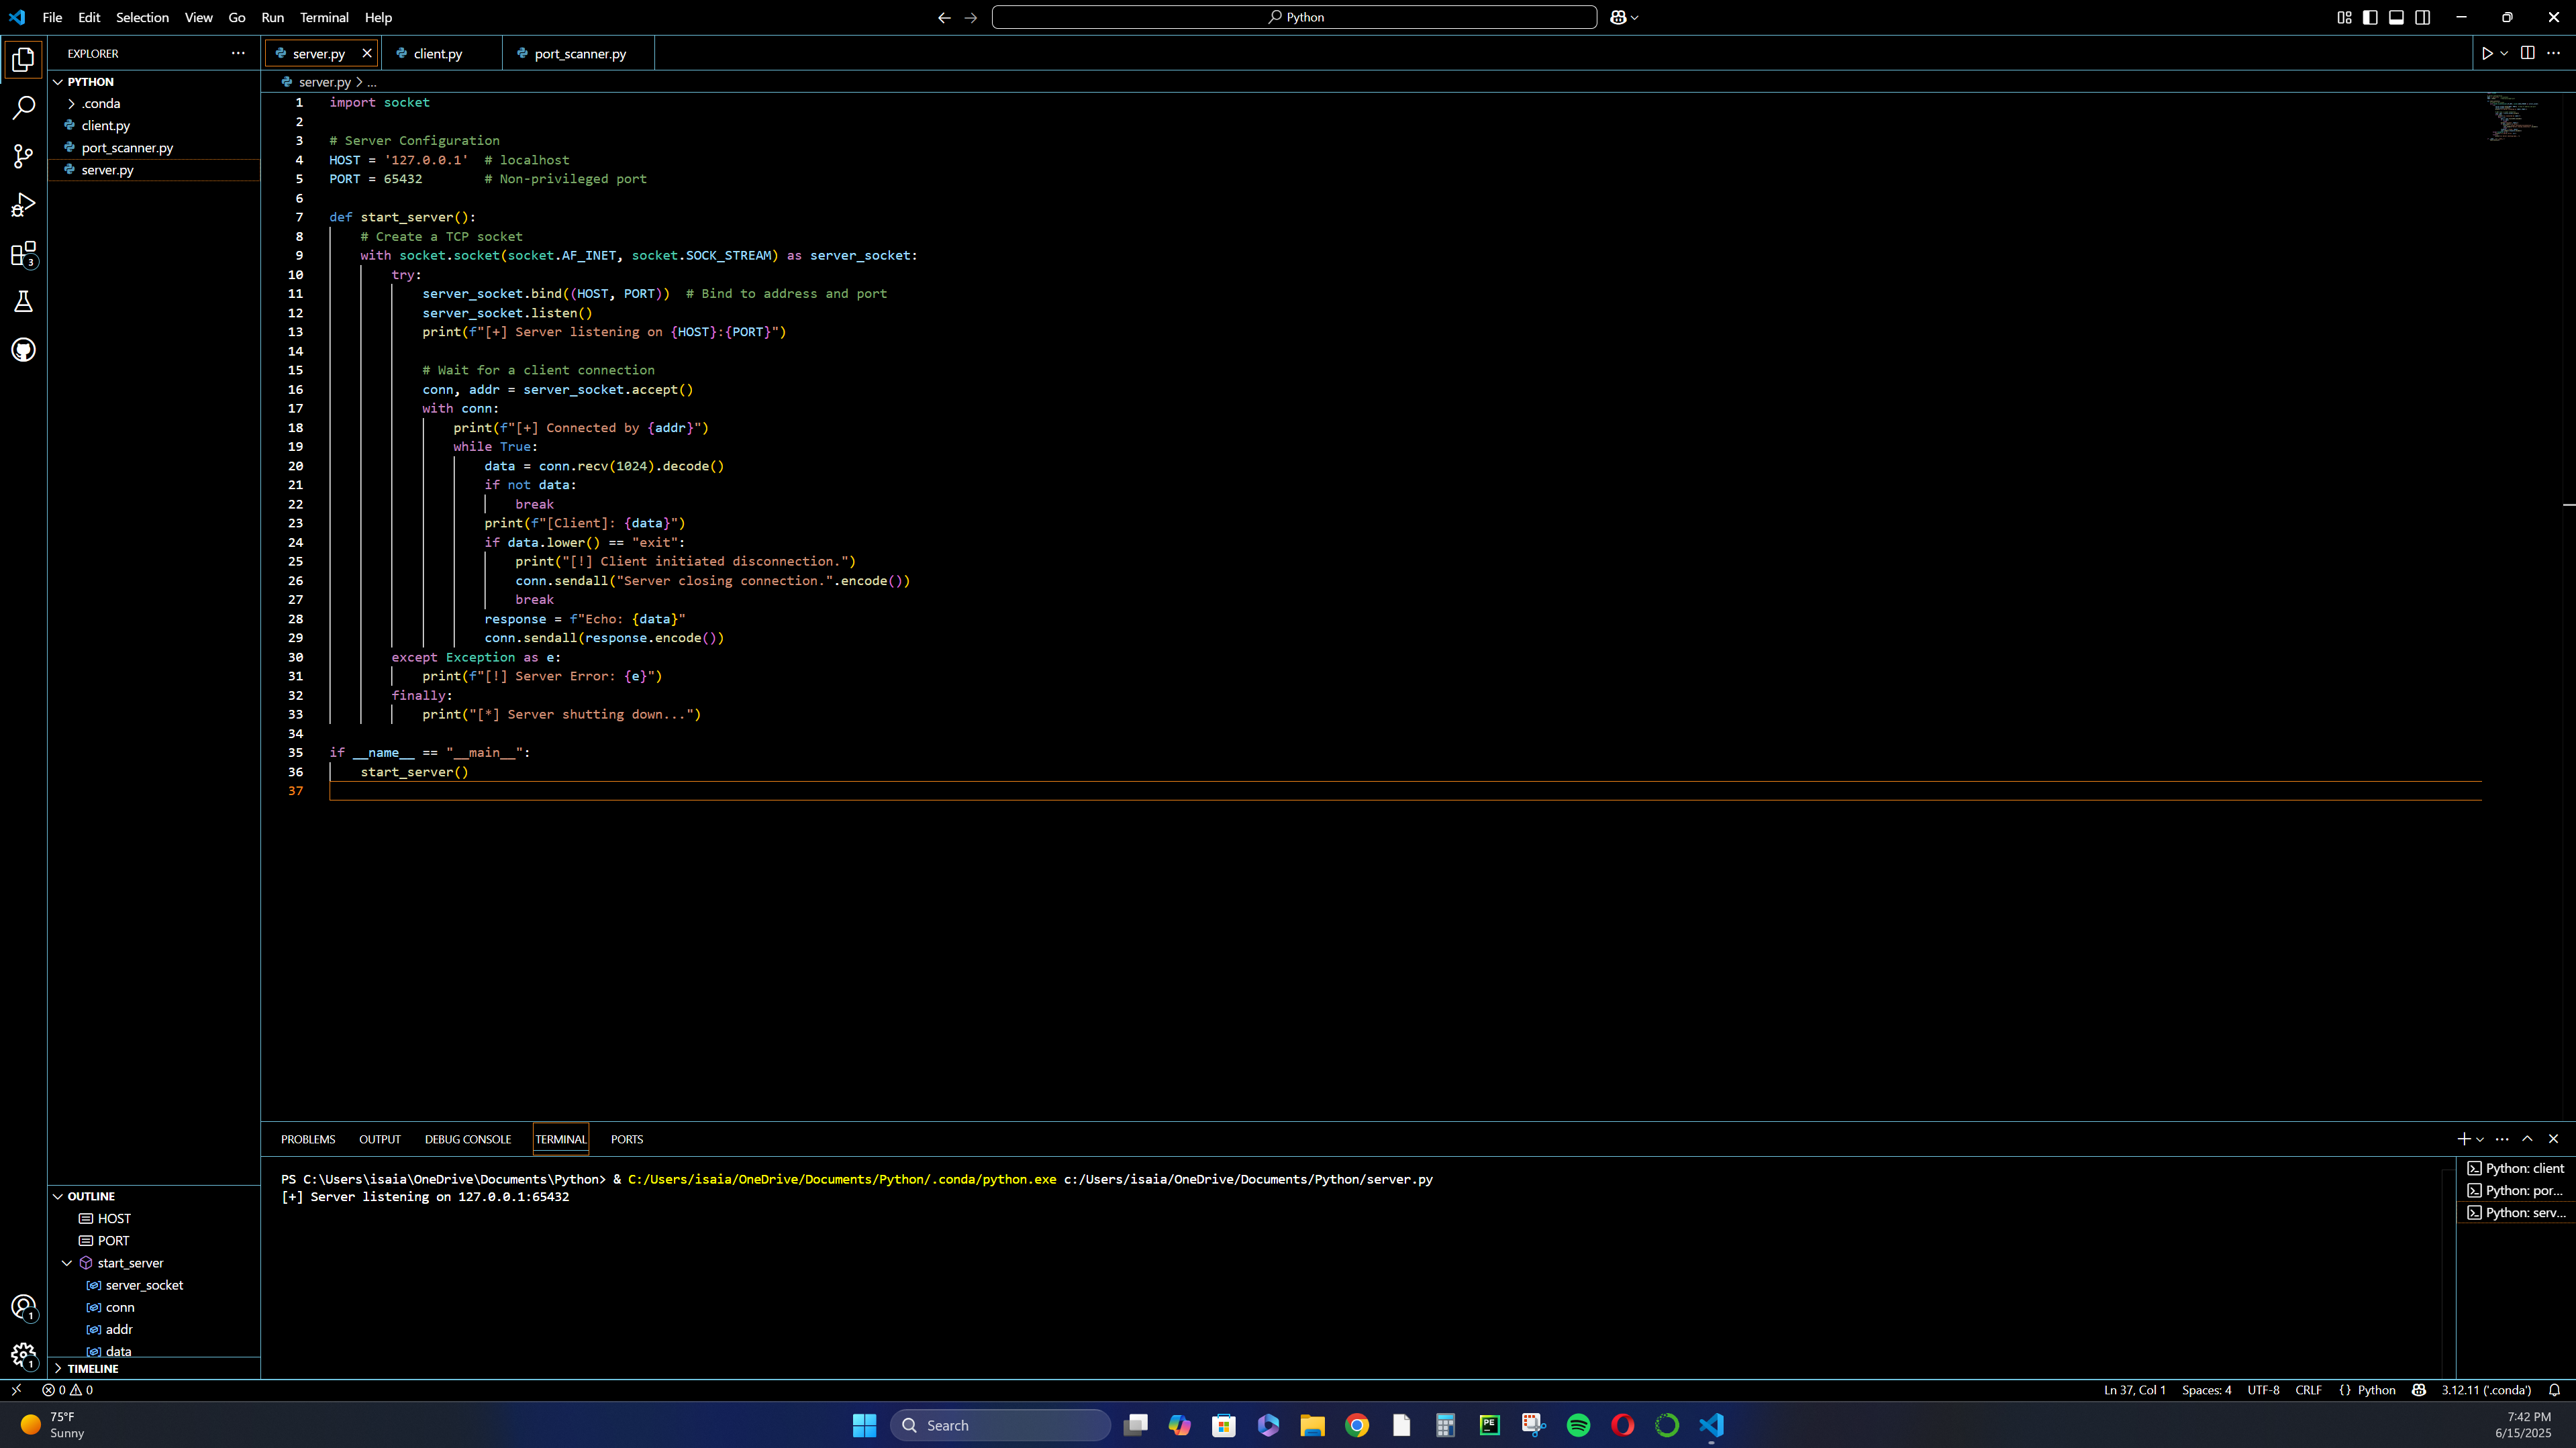 File Edit Selection View Go Run Terminal Help
Python
EXPLORER
PYTHON
.conda
client.py
port_scanner.py
server.py
3
server.py client.py port_scanner.py
server.py > ...
1 import socket
2
3 # Server Configuration
4 HOST = '127.0.0.1'  # localhost
5 PORT = 65432        # Non-privileged port
6
7 def start_server():
8     # Create a TCP socket
9     with socket.socket(socket.AF_INET, socket.SOCK_STREAM) as server_socket:
10         try:
11             server_socket.bind((HOST, PORT))  # Bind to address and port
12             server_socket.listen()
13             print(f"[+] Server listening on {HOST}:{PORT}")
14
15             # Wait for a client connection
16             conn, addr = server_socket.accept()
17             with conn:
18                 print(f"[+] Connected by {addr}")
19                 while True:
20                     data = conn.recv(1024).decode()
21                     if not data:
22                         break
23                     print(f"[Client]: {data}")
24                     if data.lower() == "exit":
25                         print("[!] Client initiated disconnection.")
26                         conn.sendall("Server closing connection.".encode())
27                         break
28                     response = f"Echo: {data}"
29                     conn.sendall(response.encode())
30         except Exception as e:
31             print(f"[!] Server Error: {e}")
32         finally:
33             print("[*] Server shutting down...")
34
35 if __name__ == "__main__":
36     start_server()
37
PROBLEMS OUTPUT DEBUG CONSOLE TERMINAL PORTS
PS C:\Users\isaia\OneDrive\Documents\Python> & C:/Users/isaia/OneDrive/Documents/Python/.conda/python.exe c:/Users/isaia/OneDrive/Documents/Python/server.py
[+] Server listening on 127.0.0.1:65432
Python: client
Python: por...
Python: serv...
OUTLINE
HOST
PORT
start_server
server_socket
conn
addr
data
TIMELINE
1
1
0 0
Ln 37, Col 1 Spaces: 4 UTF-8 CRLF {} Python 3.12.11 ('.conda')
75°F
Sunny
Search
PE
7:42 PM
6/15/2025